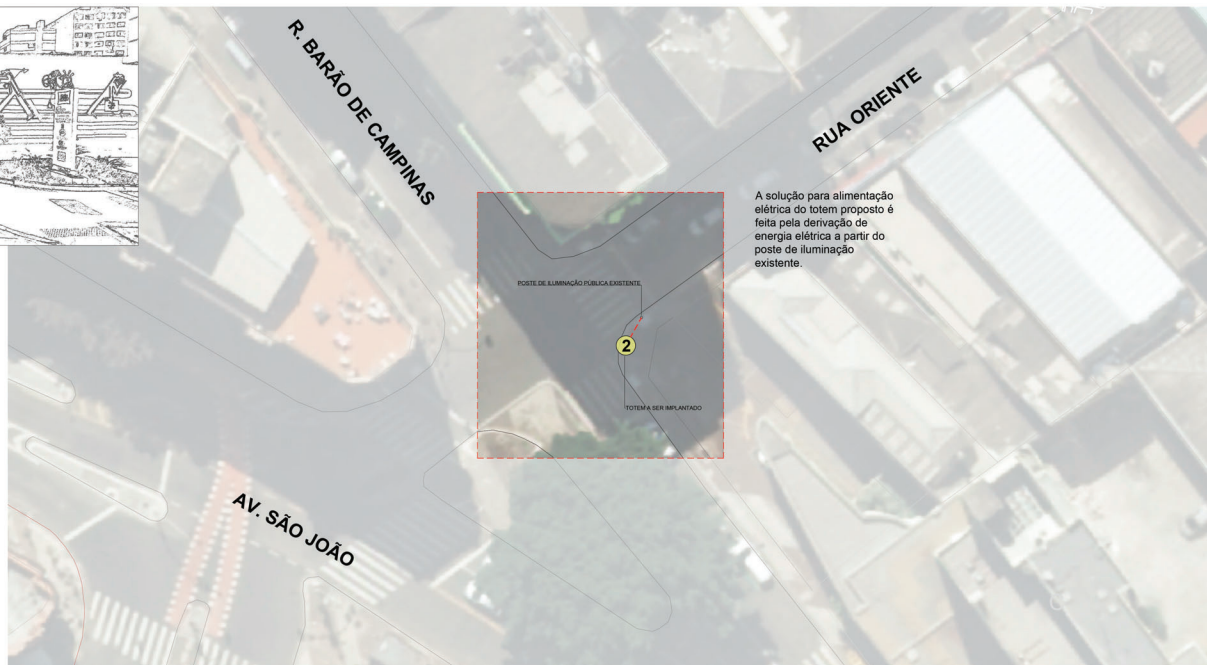 R. BARÃO DE CAMPINAS
RUA ORIENTE
A solução para alimentação
elétrica do totem proposto é
feita pela derivação de
energia elétrica a partir do
poste de iluminação
existente.
POSTE DE ILUMINAÇÃO PÚBLICA EXISTENTE
2
TOTEM A SER IMPLANTADO
AV. SÃO JOÃO